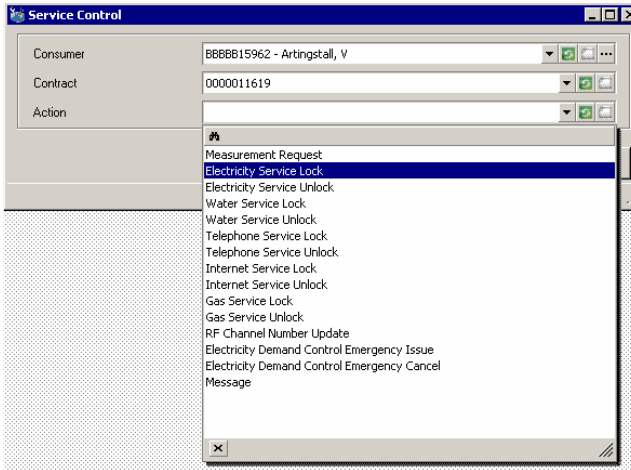 Service Control
Consumer BBBBB15962 - Artingstall, V
Contract 0000011619
Action
Measurement Request
Electricity Service Lock
Electricity Service Unlock
Water Service Lock
Water Service Unlock
Telephone Service Lock
Telephone Service Unlock
Internet Service Lock
Internet Service Unlock
Gas Service Lock
Gas Service Unlock
RF Channel Number Update
Electricity Demand Control Emergency Issue
Electricity Demand Control Emergency Cancel
Message